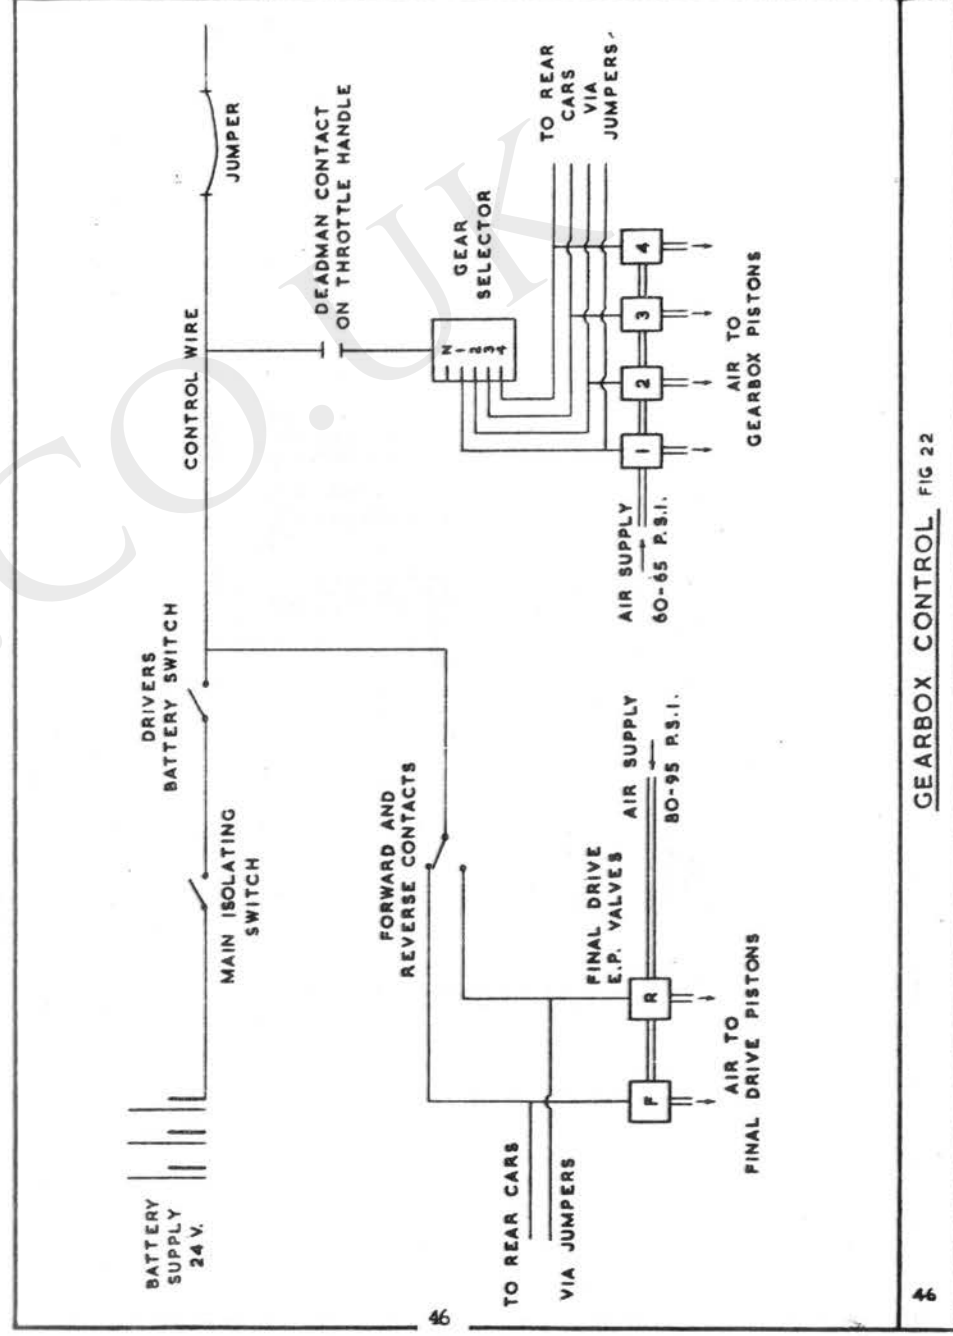 BATTERY
SUPPLY
24 V.
MAIN ISOLATING
SWITCH
DRIVERS
BATTERY SWITCH
CONTROL WIRE
JUMPER
DEADMAN CONTACT
ON THROTTLE HANDLE
GEAR
SELECTOR
N
1
2
3
4
TO REAR
CARS
VIA
JUMPERS
FORWARD AND
REVERSE CONTACTS
FINAL DRIVE
E.P. VALVES
AIR SUPPLY
80-95 P.S.I.
AIR SUPPLY
60-65 P.S.I.
1
2
3
4
AIR TO
GEARBOX PISTONS
TO REAR CARS
VIA JUMPERS
F
R
AIR TO
FINAL DRIVE PISTONS
GEARBOX CONTROL FIG 22
46
46
.CO.UK